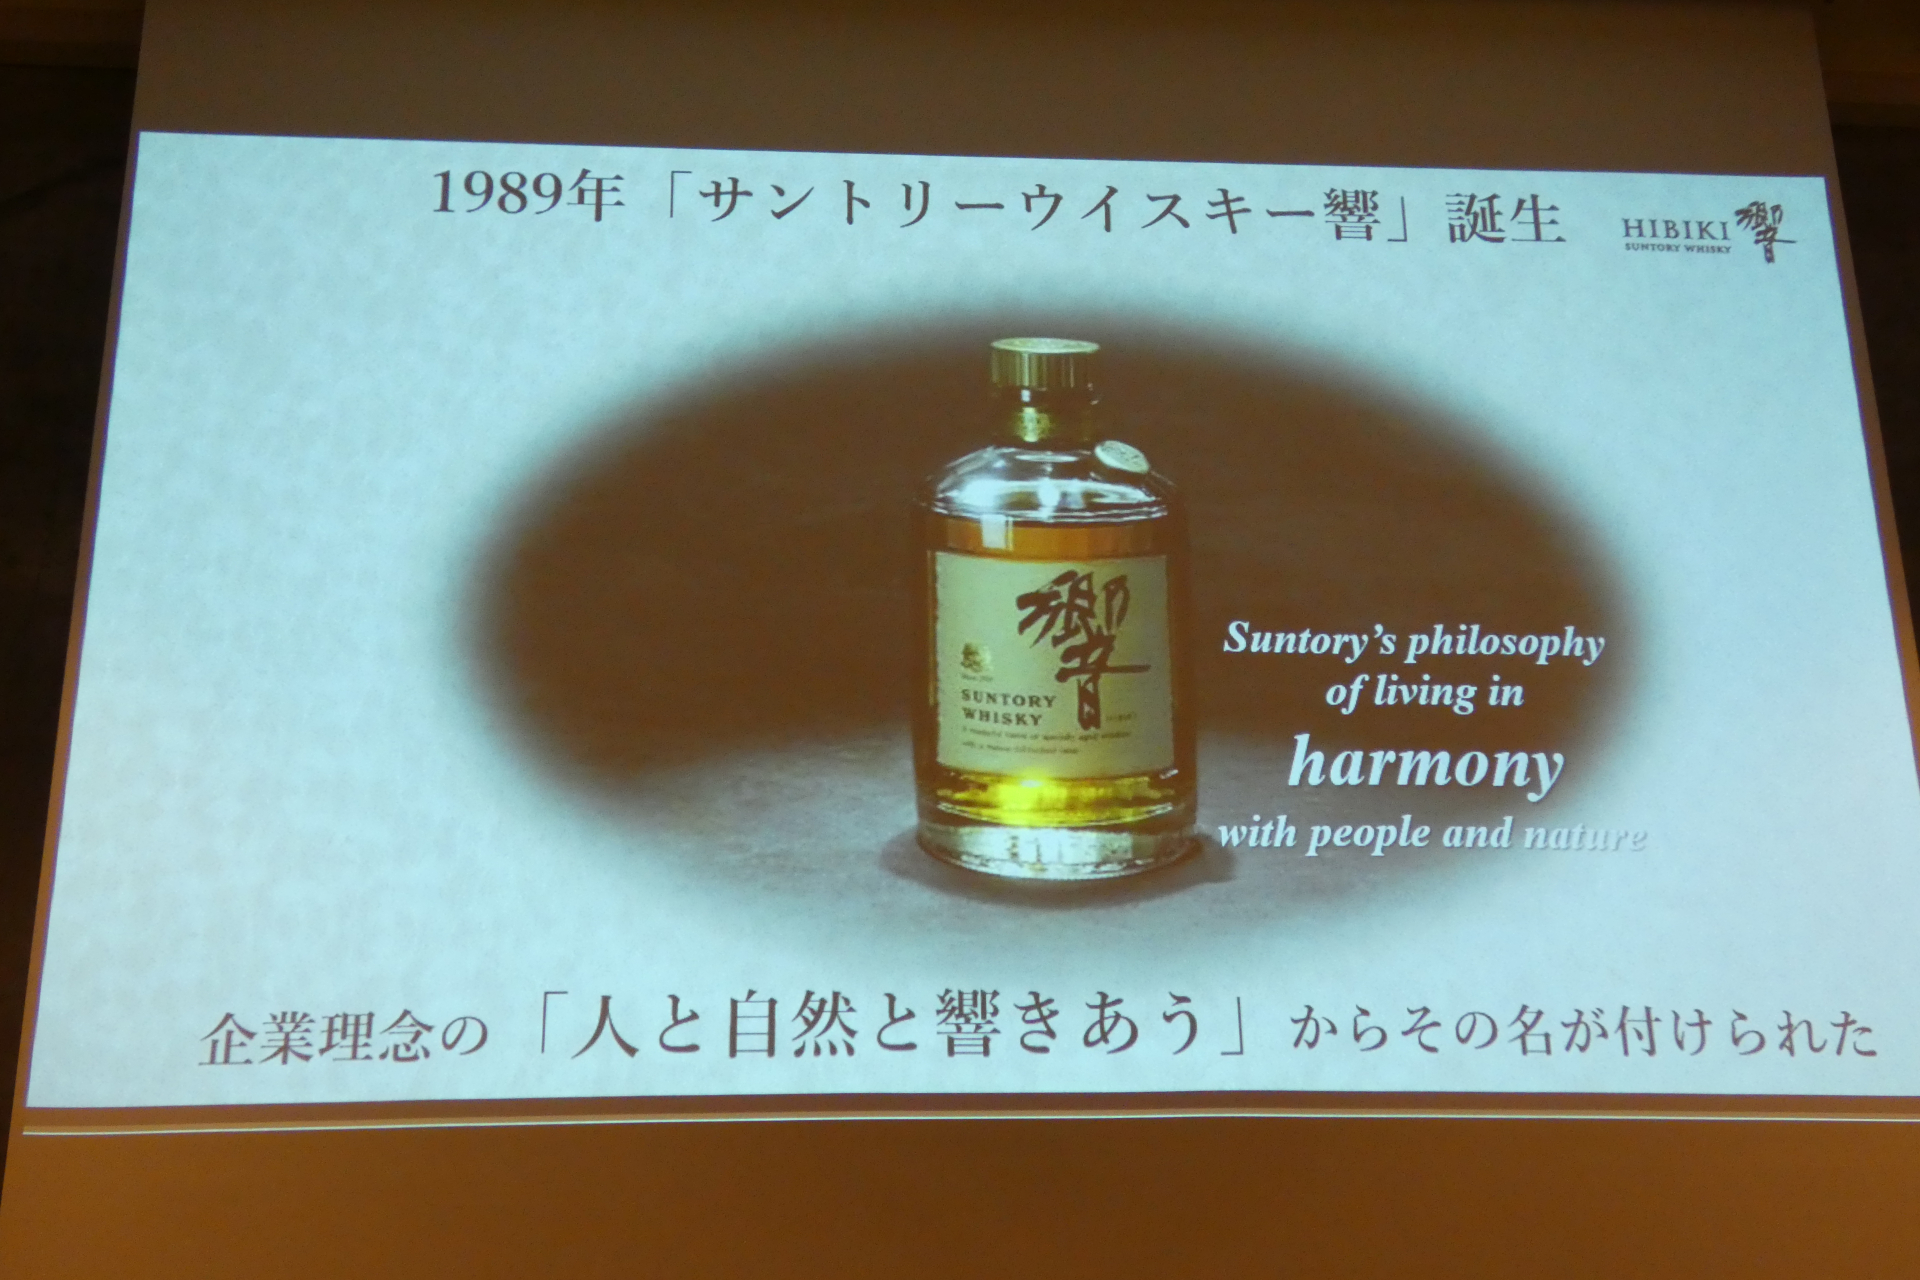 1989年「サントリーウイスキー響」誕生
HIBIKI 響
SUNTORY WHISKY
響
SUNTORY
WHISKY
HIBIKI
Suntory's philosophy
of living in
harmony
with people and nature
企業理念の「人と自然と響きあう」からその名が付けられた